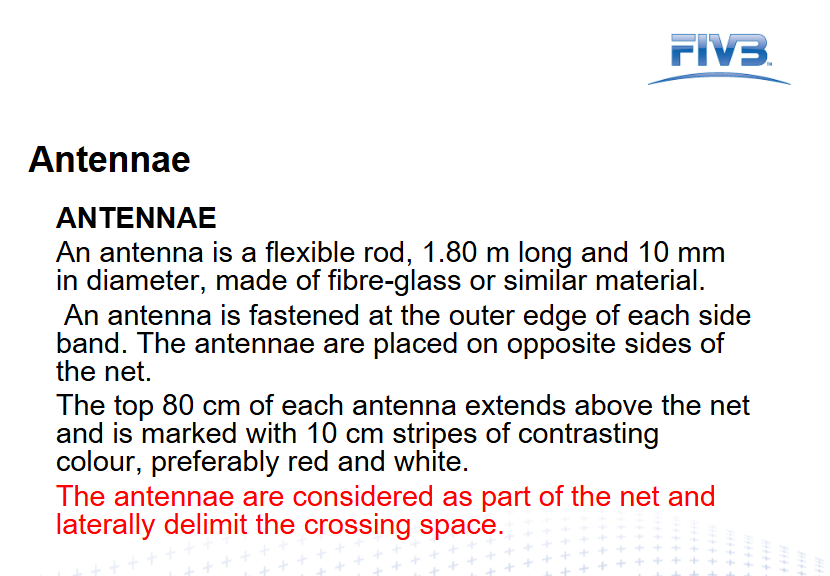 FIVB
Antennae
ANTENNAE
An antenna is a flexible rod, 1.80 m long and 10 mm
in diameter, made of fibre-glass or similar material.
An antenna is fastened at the outer edge of each side
band. The antennae are placed on opposite sides of
the net.
The top 80 cm of each antenna extends above the net
and is marked with 10 cm stripes of contrasting
colour, preferably red and white.
The antennae are considered as part of the net and
laterally delimit the crossing space.